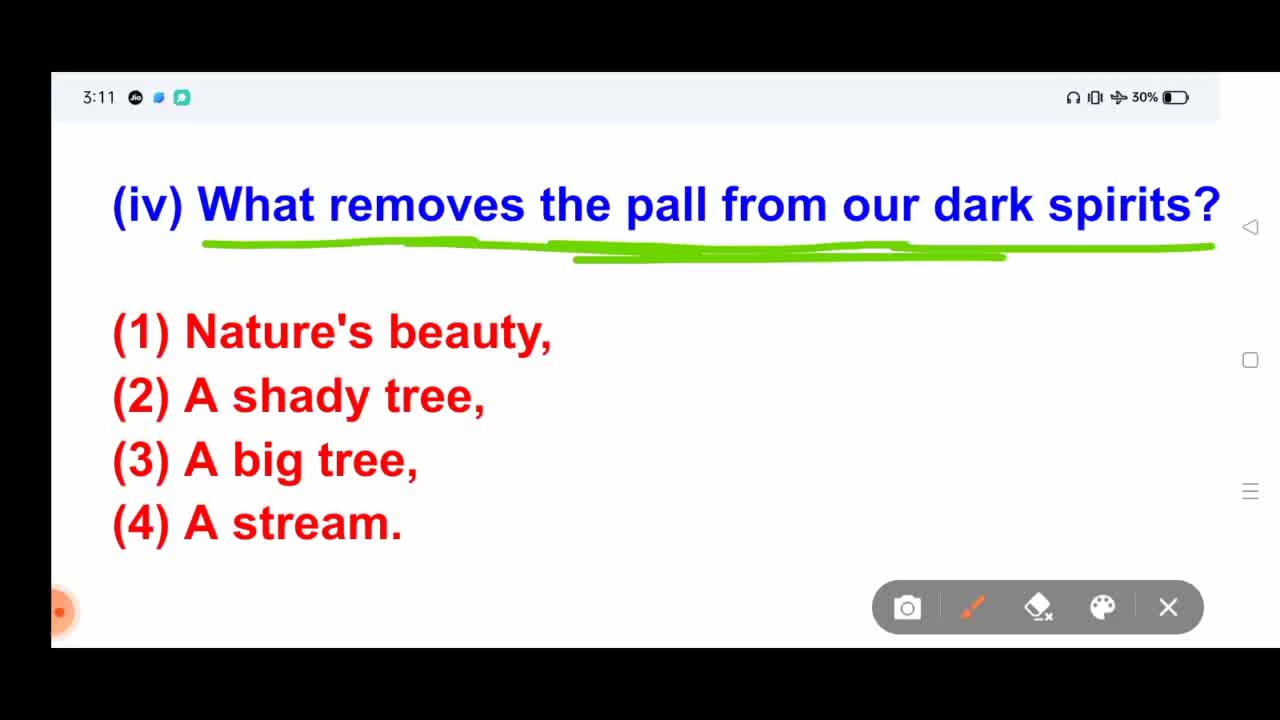 3:11 Jio 30%
(iv) What removes the pall from our dark spirits?
(1) Nature's beauty,
(2) A shady tree,
(3) A big tree,
(4) A stream.